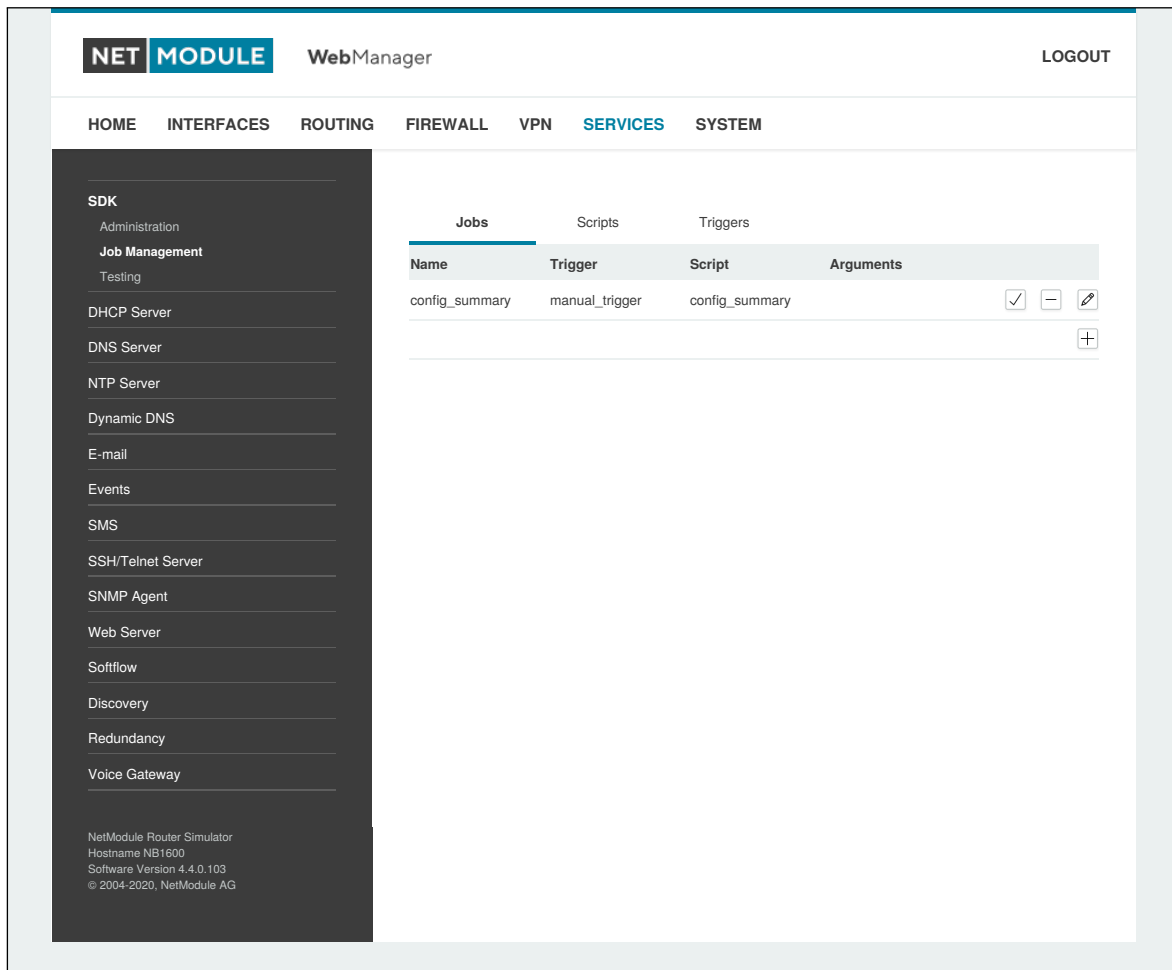 NET MODULE WebManager LOGOUT
HOME INTERFACES ROUTING FIREWALL VPN SERVICES SYSTEM
SDK
Administration
Job Management
Testing
DHCP Server
DNS Server
NTP Server
Dynamic DNS
E-mail
Events
SMS
SSH/Telnet Server
SNMP Agent
Web Server
Softflow
Discovery
Redundancy
Voice Gateway
NetModule Router Simulator
Hostname NB1600
Software Version 4.4.0.103
© 2004-2020, NetModule AG
Jobs Scripts Triggers
Name Trigger Script Arguments
config_summary manual_trigger config_summary